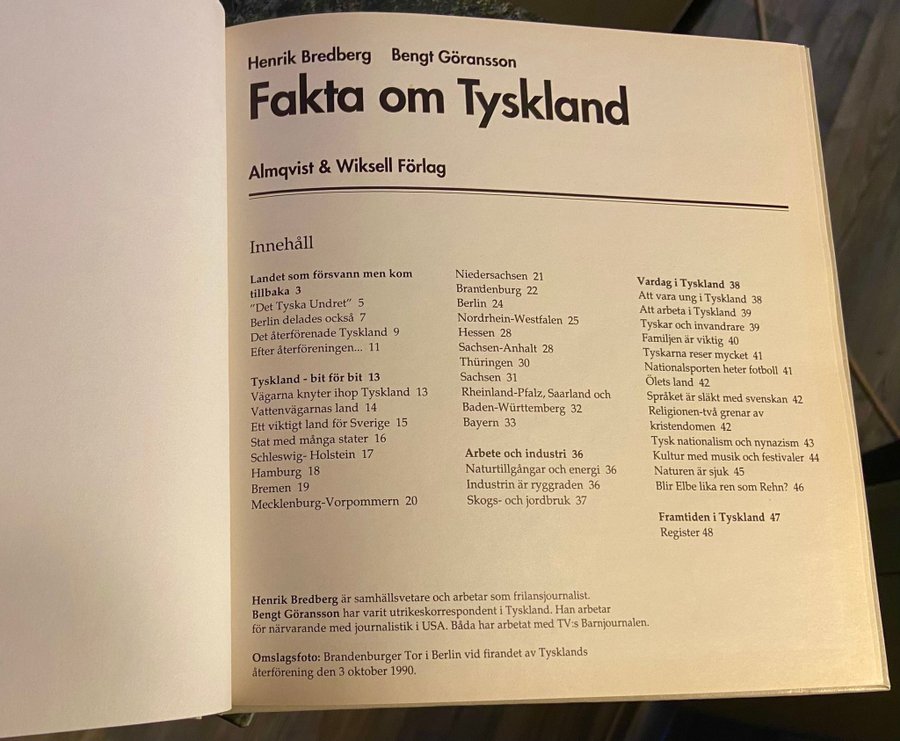 Henrik Bredberg Bengt Göransson
Fakta om Tyskland
Almqvist & Wiksell Förlag
Innehåll
Landet som försvann men kom
tillbaka 3
"Det Tyska Undret" 5
Berlin delades också 7
Det återförenade Tyskland 9
Efter återföreningen... 11
Tyskland - bit för bit 13
Vägarna knyter ihop Tyskland 13
Vattenvägarnas land 14
Ett viktigt land för Sverige 15
Stat med många stater 16
Schleswig- Holstein 17
Hamburg 18
Bremen 19
Mecklenburg-Vorpommern 20
Niedersachsen 21
Brandenburg 22
Berlin 24
Nordrhein-Westfalen 25
Hessen 28
Sachsen-Anhalt 28
Thüringen 30
Sachsen 31
Rheinland-Pfalz, Saarland och
Baden-Württemberg 32
Bayern 33
Arbete och industri 36
Naturtillgångar och energi 36
Industrin är ryggraden 36
Skogs- och jordbruk 37
Vardag i Tyskland 38
Att vara ung i Tyskland 38
Att arbeta i Tyskland 39
Tyskar och invandrare 39
Familjen är viktig 40
Tyskarna reser mycket 41
Nationalsporten heter fotboll 41
Ölets land 42
Språket är släkt med svenskan 42
Religionen-två grenar av
kristendomen 42
Tysk nationalism och nynazism 43
Kultur med musik och festivaler 44
Naturen är sjuk 45
Blir Elbe lika ren som Rehn? 46
Framtiden i Tyskland 47
Register 48
Henrik Bredberg är samhällsvetare och arbetar som frilansjournalist.
Bengt Göransson har varit utrikeskorrespondent i Tyskland. Han arbetar
för närvarande med journalistik i USA. Båda har arbetat med TV:s Barnjournalen.
Omslagsfoto: Brandenburger Tor i Berlin vid firandet av Tysklands
återförening den 3 oktober 1990.